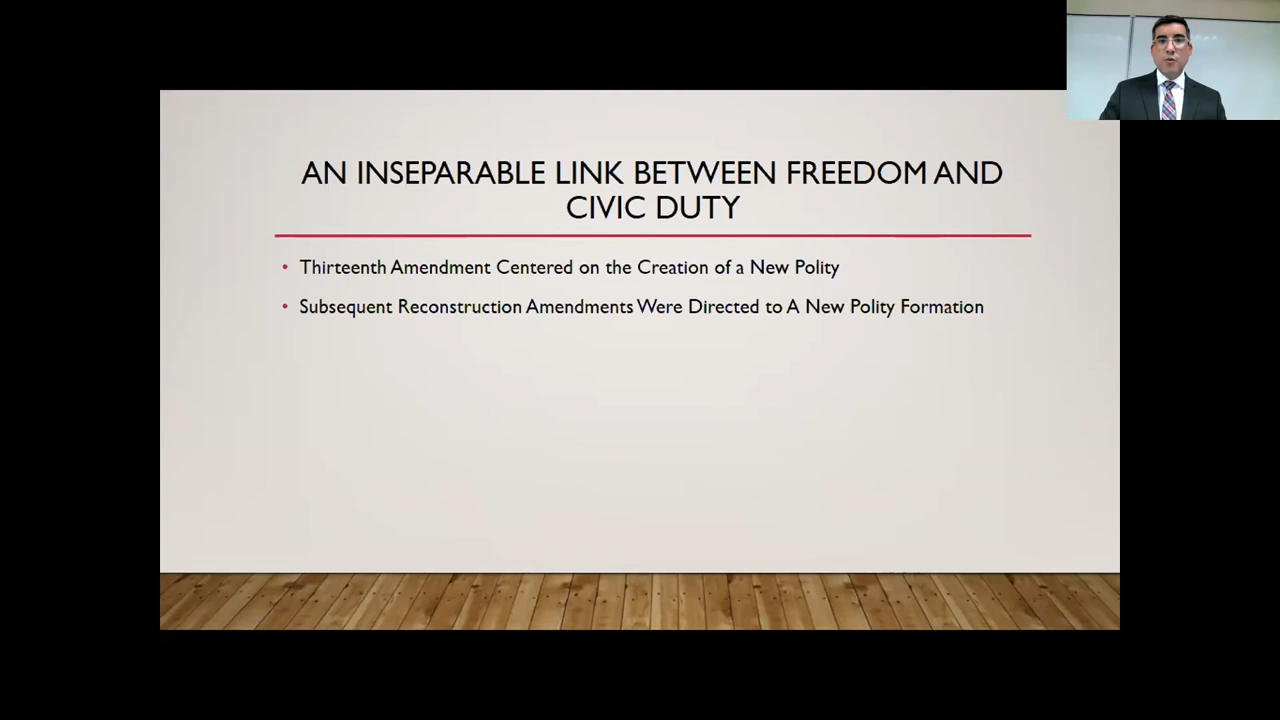 AN INSEPARABLE LINK BETWEEN FREEDOM AND
CIVIC DUTY
• Thirteenth Amendment Centered on the Creation of a New Polity
• Subsequent Reconstruction Amendments Were Directed to A New Polity Formation